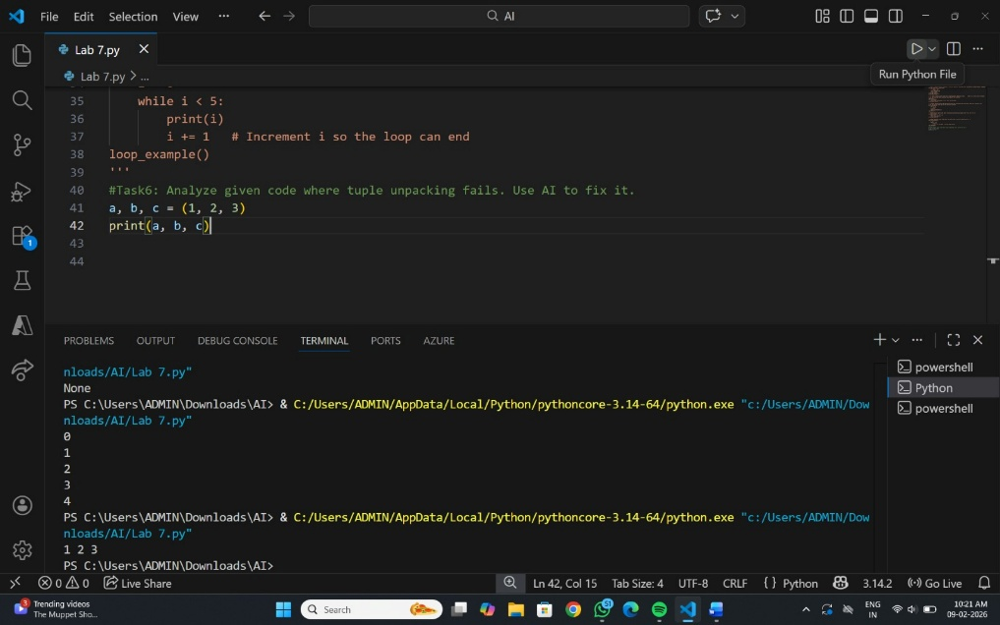 File Edit Selection View ··· AI
Lab 7.py
Lab 7.py > ...
Run Python File
35 while i < 5:
36 print(i)
37 i += 1 # Increment i so the loop can end
38 loop_example()
39 '''
40 #Task6: Analyze given code where tuple unpacking fails. Use AI to fix it.
41 a, b, c = (1, 2, 3)
42 print(a, b, c)
43
44
1
PROBLEMS OUTPUT DEBUG CONSOLE TERMINAL PORTS AZURE
nloads/AI/Lab 7.py"
None
PS C:\Users\ADMIN\Downloads\AI> & C:/Users/ADMIN/AppData/Local/Python/pythoncore-3.14-64/python.exe "c:/Users/ADMIN/Dow
nloads/AI/Lab 7.py"
0
1
2
3
4
PS C:\Users\ADMIN\Downloads\AI> & C:/Users/ADMIN/AppData/Local/Python/pythoncore-3.14-64/python.exe "c:/Users/ADMIN/Dow
nloads/AI/Lab 7.py"
1 2 3
PS C:\Users\ADMIN\Downloads\AI>
powershell
Python
powershell
0 0 Live Share Ln 42, Col 15 Tab Size: 4 UTF-8 CRLF { } Python 3.14.2 Go Live
3 Trending videos
The Muppet Sho...
Search
51
ENG
IN
10:21 AM
09-02-2026